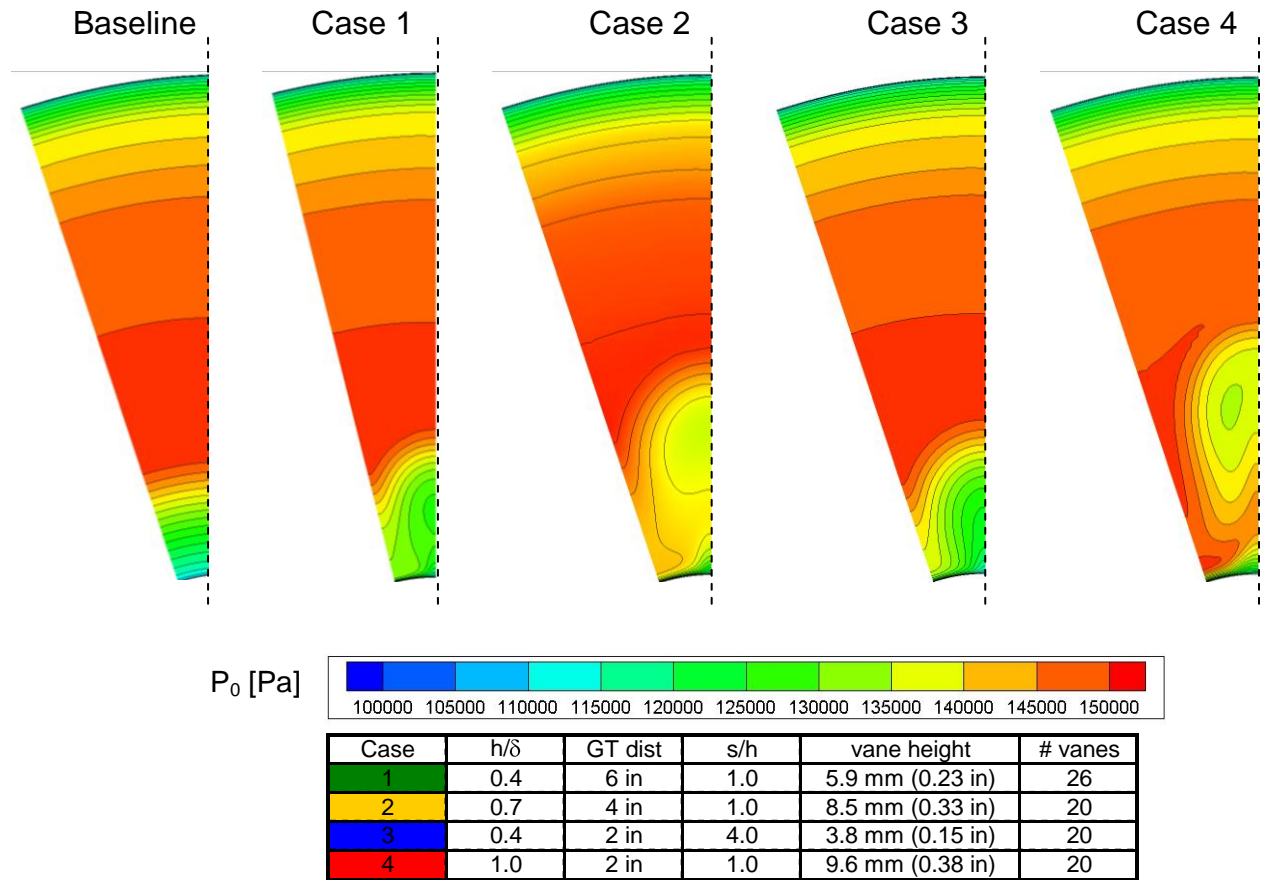 Baseline Case 1 Case 2 Case 3 Case 4
P₀ [Pa]
100000 105000 110000 115000 120000 125000 130000 135000 140000 145000 150000
Case h/δ GT dist s/h vane height # vanes
1 0.4 6 in 1.0 5.9 mm (0.23 in) 26
2 0.7 4 in 1.0 8.5 mm (0.33 in) 20
3 0.4 2 in 4.0 3.8 mm (0.15 in) 20
4 1.0 2 in 1.0 9.6 mm (0.38 in) 20